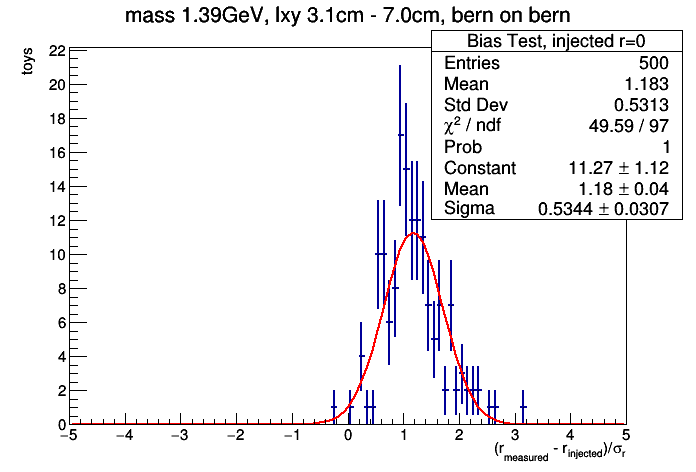 mass 1.39GeV, lxy 3.1cm - 7.0cm, bern on bern
Bias Test, injected r=0
Entries 500
Mean 1.183
Std Dev 0.5313
χ² / ndf 49.59 / 97
Prob 1
Constant 11.27 ± 1.12
Mean 1.18 ± 0.04
Sigma 0.5344 ± 0.0307
toys
22
20
18
16
14
12
10
8
6
4
2
0
−5 −4 −3 −2 −1 0 1 2 3 4 5
(r_measured - r_injected)/σ_r